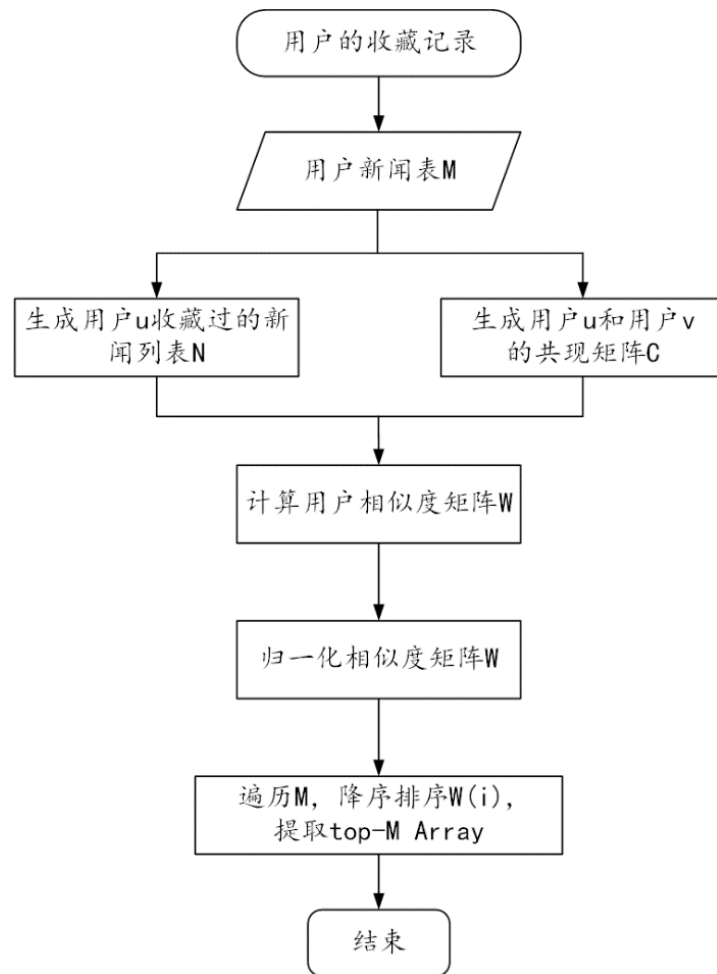 用户的收藏记录
用户新闻表M
生成用户u收藏过的新
闻列表N
生成用户u和用户v
的共现矩阵C
计算用户相似度矩阵W
归一化相似度矩阵W
遍历M, 降序排序W(i),
提取top-M Array
结束